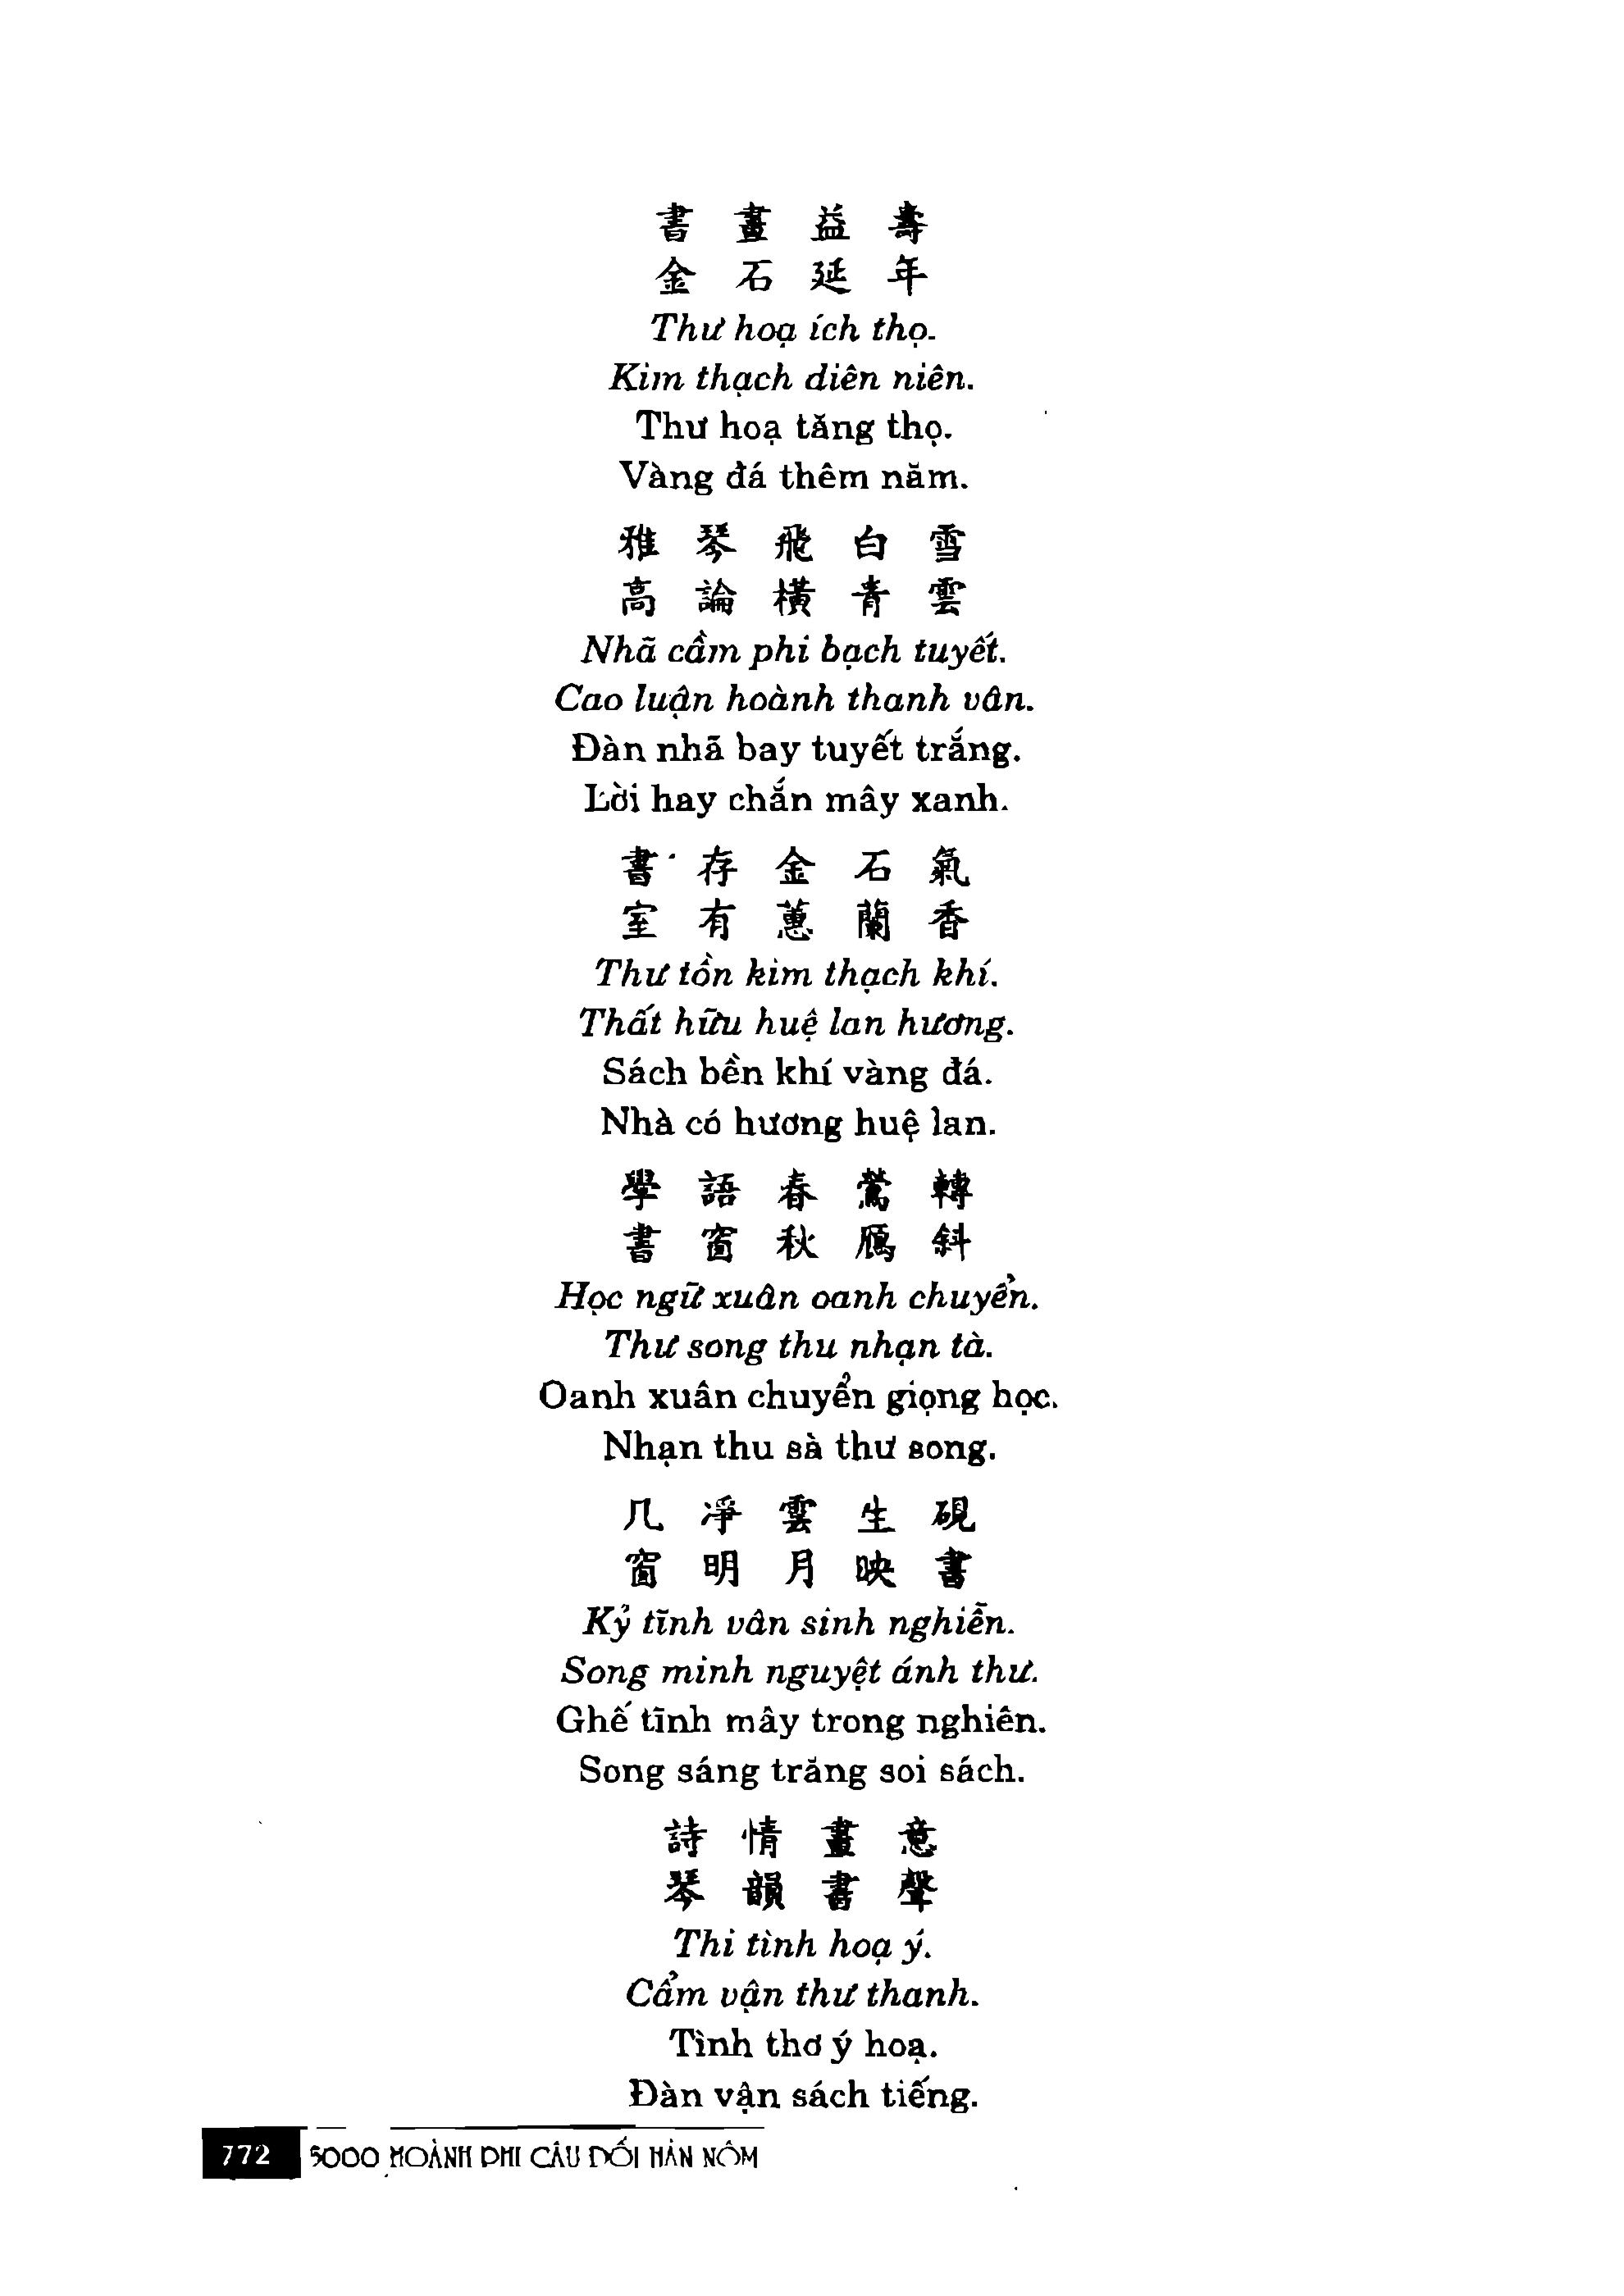 書畫益壽
金石延年
Thư hoạ ích thọ.
Kim thạch diên niên.
Thư hoạ tăng thọ.
Vàng đá thêm năm.
雅琴飛白雪
高論橫青雲
Nhã cầm phi bạch tuyết.
Cao luận hoành thanh vân.
Đàn nhã bay tuyết trắng.
Lời hay chắn mây xanh.
書存金石氣
室有蕙蘭香
Thư tồn kim thạch khí.
Thất hữu huệ lan hương.
Sách bền khí vàng đá.
Nhà có hương huệ lan.
學語春鶯轉
書窗秋鴈斜
Học ngữ xuân oanh chuyển.
Thư song thu nhạn tà.
Oanh xuân chuyển giọng học.
Nhạn thu sà thư song.
几凈雲生硯
窗明月映書
Kỷ tĩnh vân sinh nghiễn.
Song minh nguyệt ánh thư.
Ghế tĩnh mây trong nghiên.
Song sáng trăng soi sách.
詩情畫意
琴韻書聲
Thi tình hoạ ý.
Cẩm vận thư thanh.
Tình thơ ý hoạ.
Đàn vận sách tiếng.
772 5000 HOÀNH PHI CÂU ĐỐI HÁN NÔM